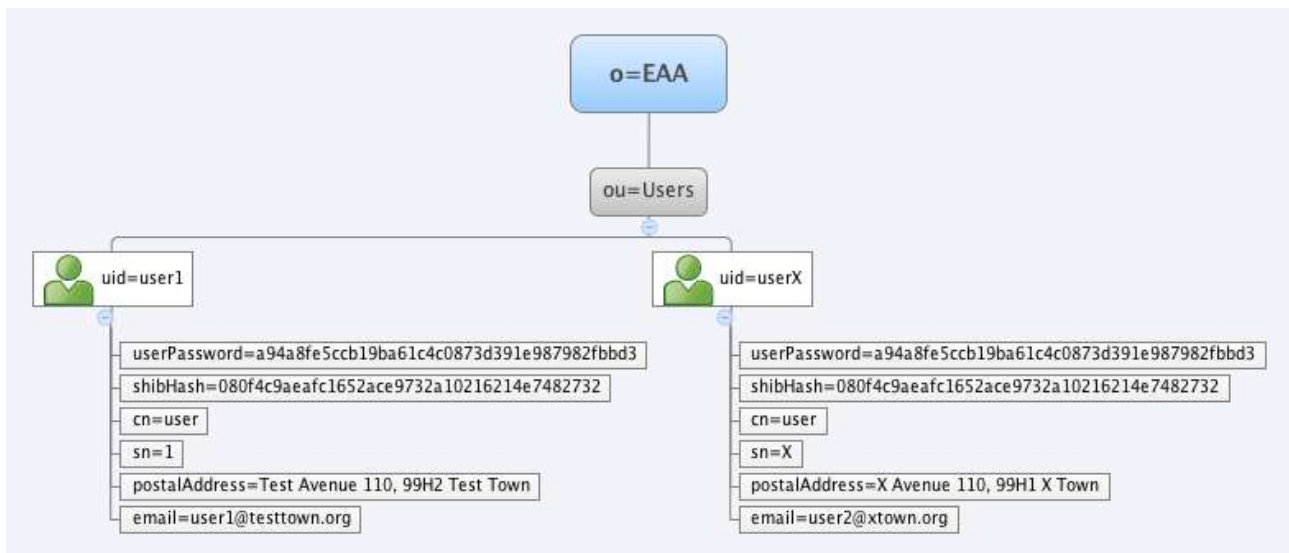 o=EAA
ou=Users
uid=user1
userPassword=a94a8fe5ccb19ba61c4c0873d391e987982fbbd3
shibHash=080f4c9aeafc1652ace9732a10216214e7482732
cn=user
sn=1
postalAddress=Test Avenue 110, 99H2 Test Town
email=user1@testtown.org
uid=userX
userPassword=a94a8fe5ccb19ba61c4c0873d391e987982fbbd3
shibHash=080f4c9aeafc1652ace9732a10216214e7482732
cn=user
sn=X
postalAddress=X Avenue 110, 99H1 X Town
email=user2@xtown.org